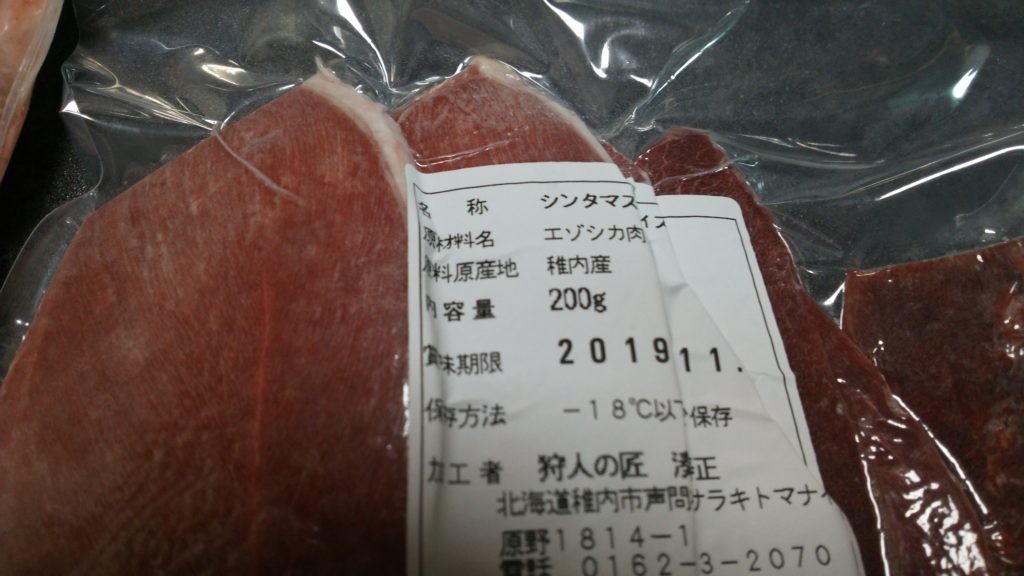 名 称 シンタマスライス
原材料名 エゾシカ肉
原料原産地 稚内産
内容量 200g
賞味期限 2019 11.
保存方法 −18℃以下保存
加工者 狩人の匠 淒正
北海道稚内市声問サラキトマナイ
原野1814−1
電話 0162−3−2070